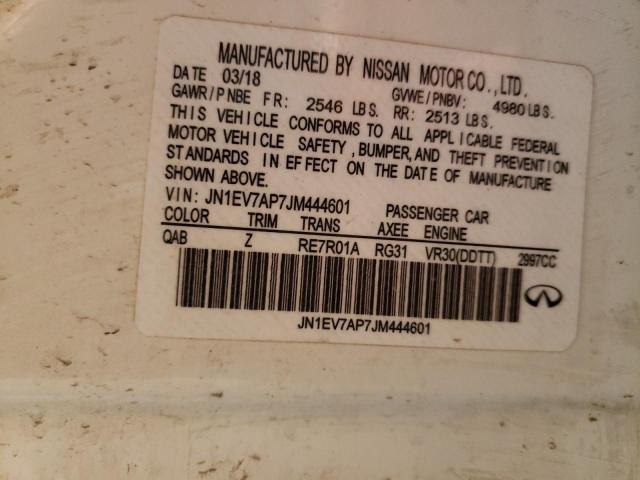 MANUFACTURED BY NISSAN MOTOR CO., LTD.
DATE 03/18 GVWE/PNBV: 4980 LBS.
GAWR/PNBE FR: 2546 LBS. RR: 2513 LBS.
THIS VEHICLE CONFORMS TO ALL APPLICABLE FEDERAL
MOTOR VEHICLE SAFETY, BUMPER, AND THEFT PREVENTION
STANDARDS IN EFFECT ON THE DATE OF MANUFACTURE
SHOWN ABOVE.
VIN: JN1EV7AP7JM444601 PASSENGER CAR
COLOR TRIM TRANS AXEE ENGINE
QAB Z RE7R01A RG31 VR30(DDTT) 2997CC
JN1EV7AP7JM444601